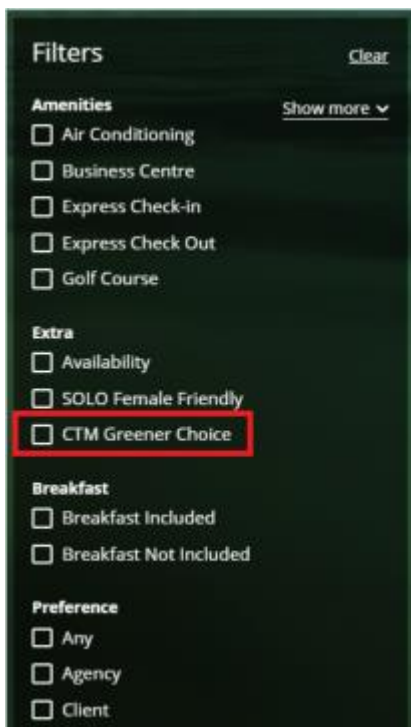 Filters Clear
Amenities Show more
Air Conditioning
Business Centre
Express Check-in
Express Check Out
Golf Course
Extra
Availability
SOLO Female Friendly
CTM Greener Choice
Breakfast
Breakfast Included
Breakfast Not Included
Preference
Any
Agency
Client